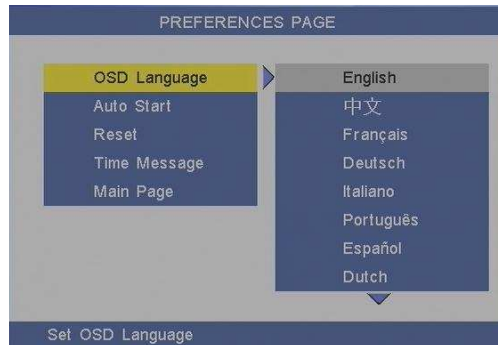 PREFERENCES PAGE
OSD Language
Auto Start
Reset
Time Message
Main Page
English
中文
Français
Deutsch
Italiano
Português
Español
Dutch
Set OSD Language